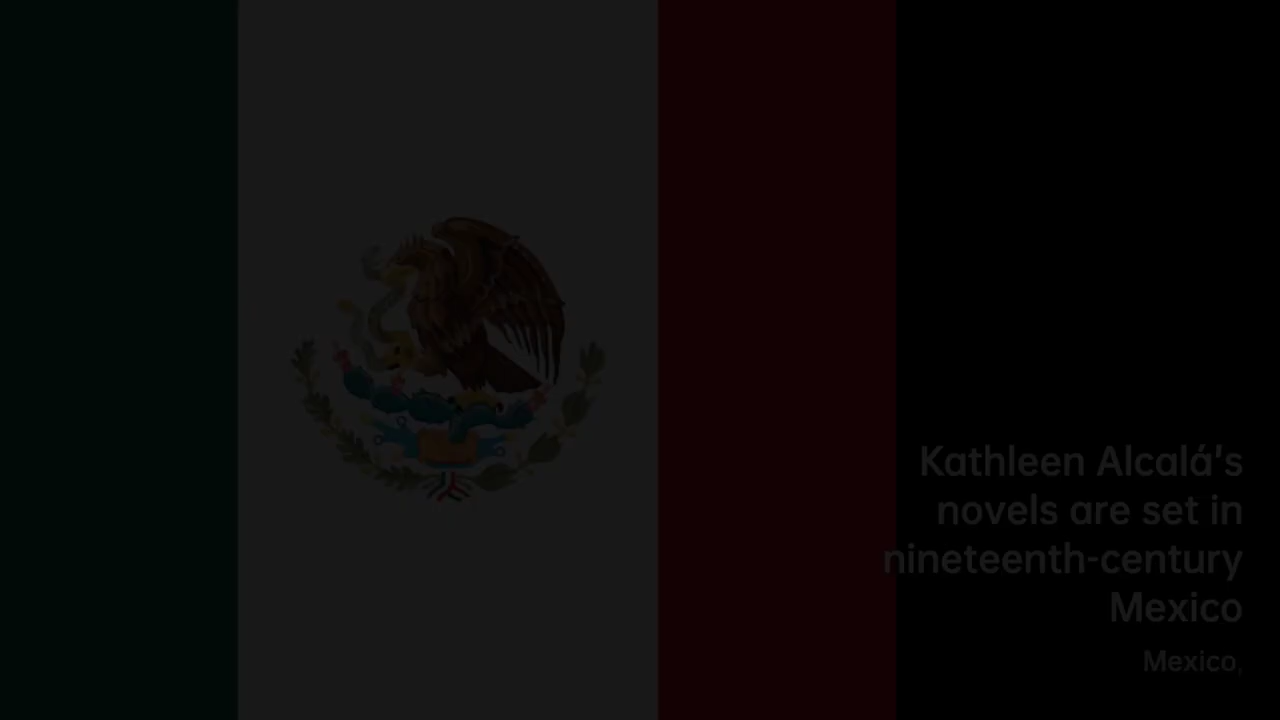 Kathleen Alcalá's
novels are set in
nineteenth-century
Mexico
Mexico,